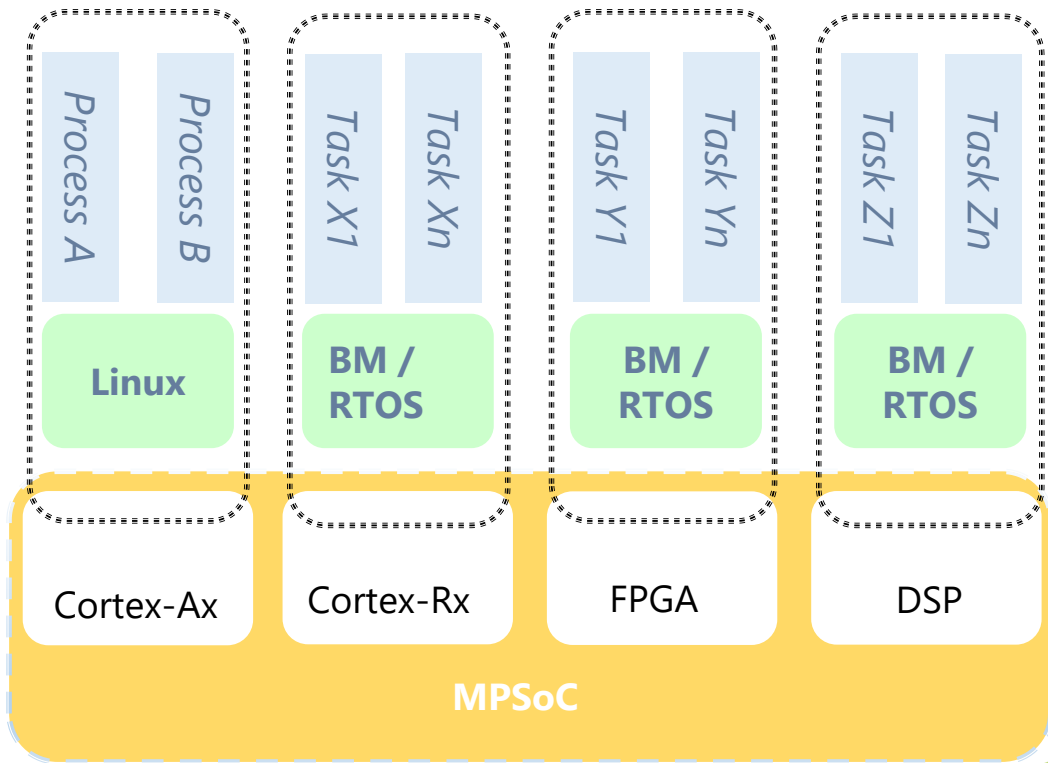 Process A
Process B
Task X1
Task Xn
Task Y1
Task Yn
Task Z1
Task Zn
Linux
BM /
RTOS
BM /
RTOS
BM /
RTOS
Cortex-Ax
Cortex-Rx
FPGA
DSP
MPSoC